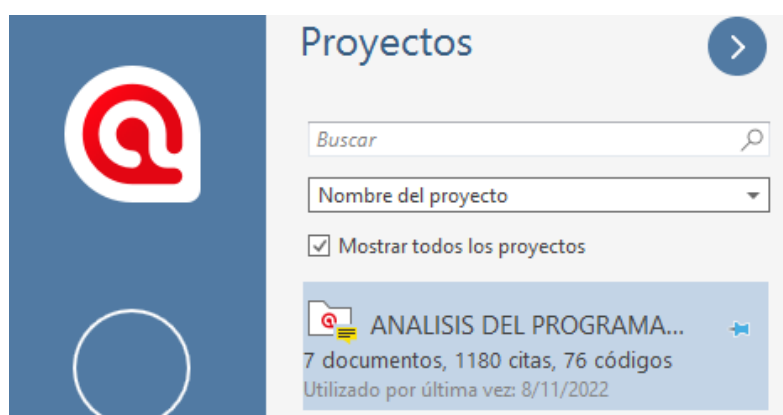 Proyectos
Buscar
Nombre del proyecto
Mostrar todos los proyectos
ANALISIS DEL PROGRAMA...
7 documentos, 1180 citas, 76 códigos
Utilizado por última vez: 8/11/2022